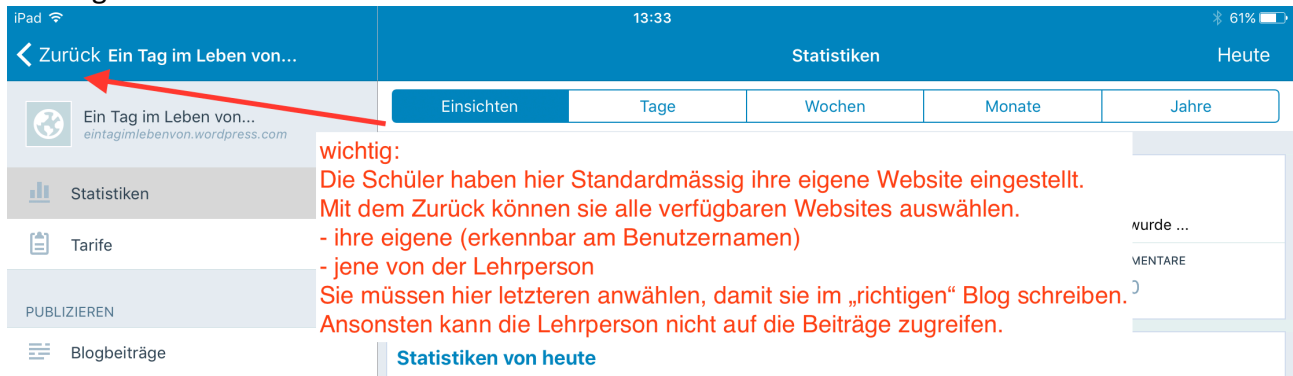 iPad 13:33 61%
Zurück Ein Tag im Leben von... Statistiken Heute
Einsichten Tage Wochen Monate Jahre
Ein Tag im Leben von...
eintagimlebenvon.wordpress.com
wichtig:
Die Schüler haben hier Standardmässig ihre eigene Website eingestellt.
Mit dem Zurück können sie alle verfügbaren Websites auswählen.
- ihre eigene (erkennbar am Benutzernamen)
- jene von der Lehrperson
Sie müssen hier letzteren anwählen, damit sie im „richtigen“ Blog schreiben.
Ansonsten kann die Lehrperson nicht auf die Beiträge zugreifen.
Statistiken
Tarife
PUBLIZIEREN
Blogbeiträge
wurde ...
Statistiken von heute